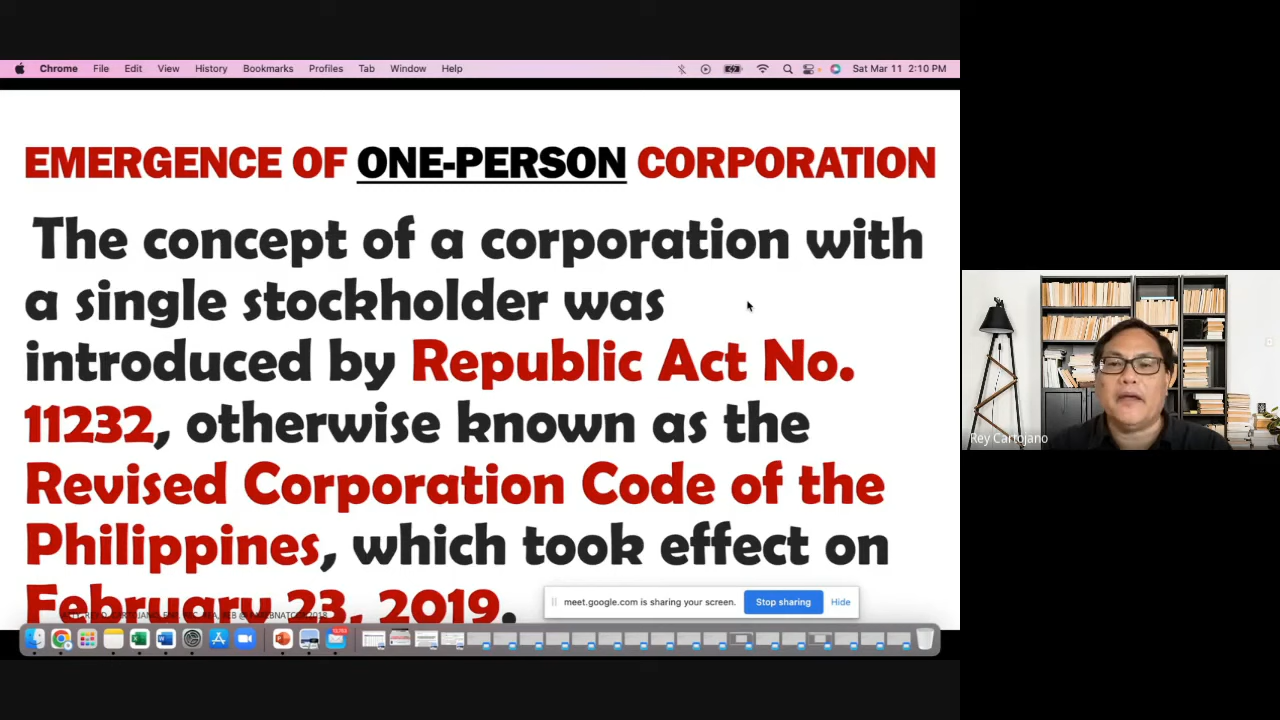 Chrome File Edit View History Bookmarks Profiles Tab Window Help Sat Mar 11 2:10 PM
EMERGENCE OF ONE-PERSON CORPORATION
The concept of a corporation with
a single stockholder was
introduced by Republic Act No.
11232, otherwise known as the
Revised Corporation Code of the
Philippines, which took effect on
February 23, 2019.
meet.google.com is sharing your screen. Stop sharing Hide
Rey Cartojano